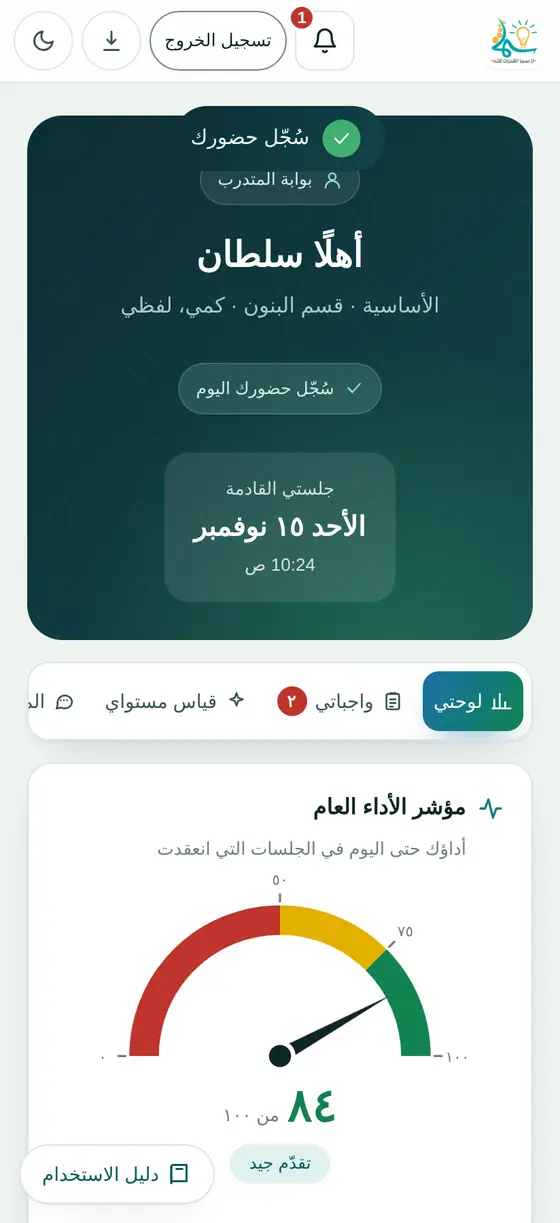 تسجيل الخروج
1
سُجّل حضورك
بوابة المتدرب
أهلًا سلطان
الأساسية · قسم البنون · كمي، لفظي
سُجّل حضورك اليوم
جلستي القادمة
الأحد ١٥ نوفمبر
10:24 ص
لوحتي
واجباتي ٢
قياس مستواي
مؤشر الأداء العام
أداؤك حتى اليوم في الجلسات التي انعقدت
٥٠
٧٥
٠
١٠٠
٨٤ من ١٠٠
تقدّم جيد
دليل الاستخدام